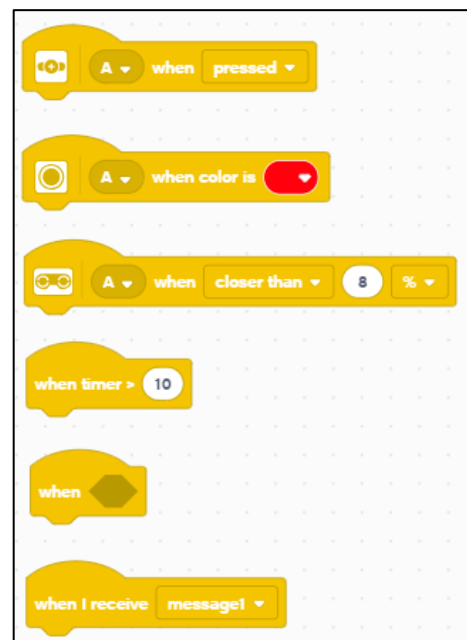 A when pressed
A when color is
A when closer than 8 %
when timer > 10
when
when I receive message1